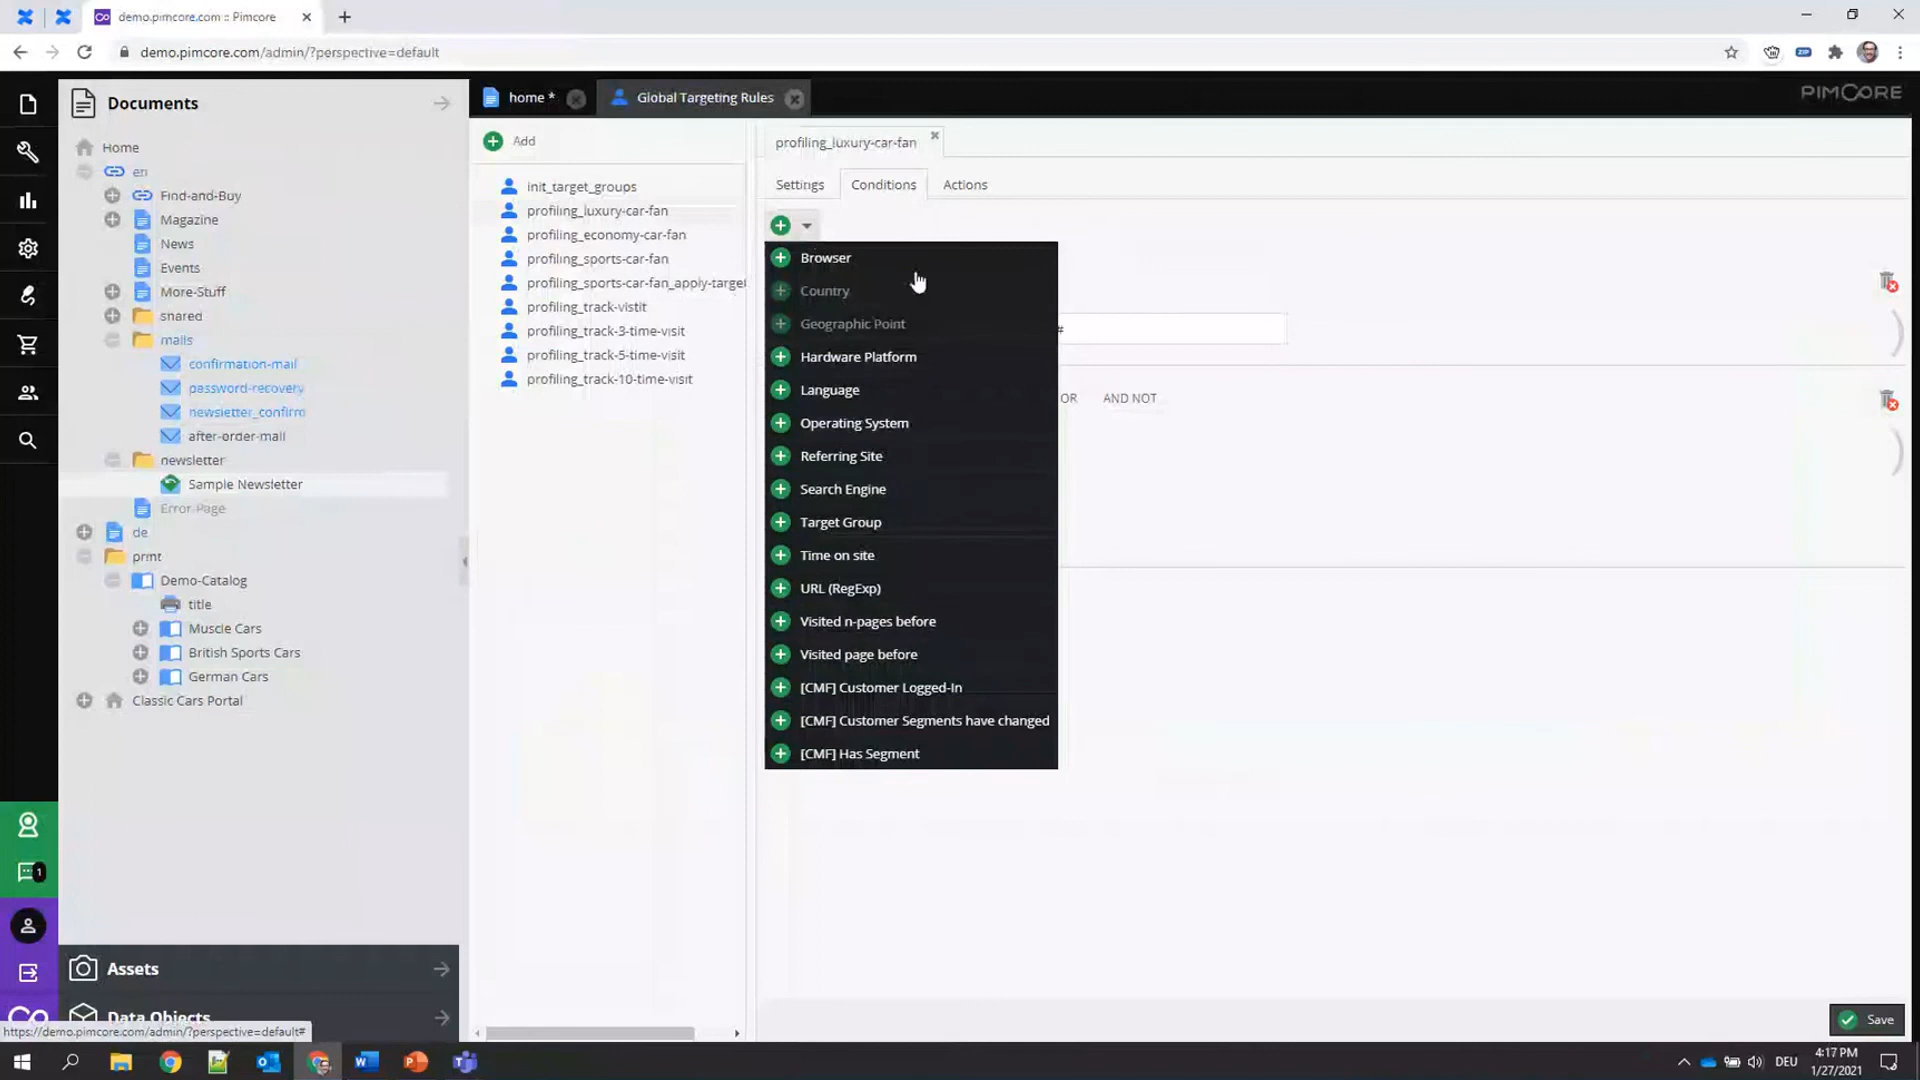 demo.pimcore.com :: Pimcore
demo.pimcore.com/admin/?perspective=default
ZIP
Documents
home *
Global Targeting Rules
PIMCORE
Home
en
Find-and-Buy
Magazine
News
Events
More-Stuff
shared
mails
confirmation-mail
password-recovery
newsletter_confirm
after-order-mail
newsletter
Sample Newsletter
Error-Page
de
print
Demo-Catalog
title
Muscle Cars
British Sports Cars
German Cars
Classic Cars Portal
Assets
Data Objects
https://demo.pimcore.com/admin/?perspective=default#
1
Add
init_target_groups
profiling_luxury-car-fan
profiling_economy-car-fan
profiling_sports-car-fan
profiling_sports-car-fan_apply-target
profiling_track-vistit
profiling_track-3-time-visit
profiling_track-5-time-visit
profiling_track-10-time-visit
profiling_luxury-car-fan
Settings
Conditions
Actions
Browser
Country
Geographic Point
Hardware Platform
Language
Operating System
Referring Site
Search Engine
Target Group
Time on site
URL (RegExp)
Visited n-pages before
Visited page before
[CMF] Customer Logged-In
[CMF] Customer Segments have changed
[CMF] Has Segment
#
OR
AND NOT
Save
DEU
4:17 PM
1/27/2021